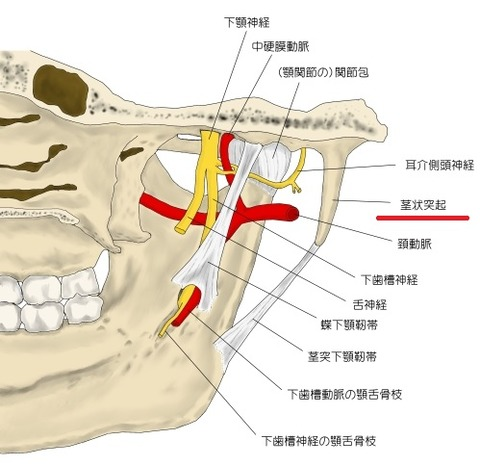 下顎神経
中硬膜動脈
(顎関節の)関節包
耳介側頭神経
茎状突起
頸動脈
下歯槽神経
舌神経
蝶下顎靭帯
茎突下顎靭帯
下歯槽動脈の顎舌骨枝
下歯槽神経の顎舌骨枝